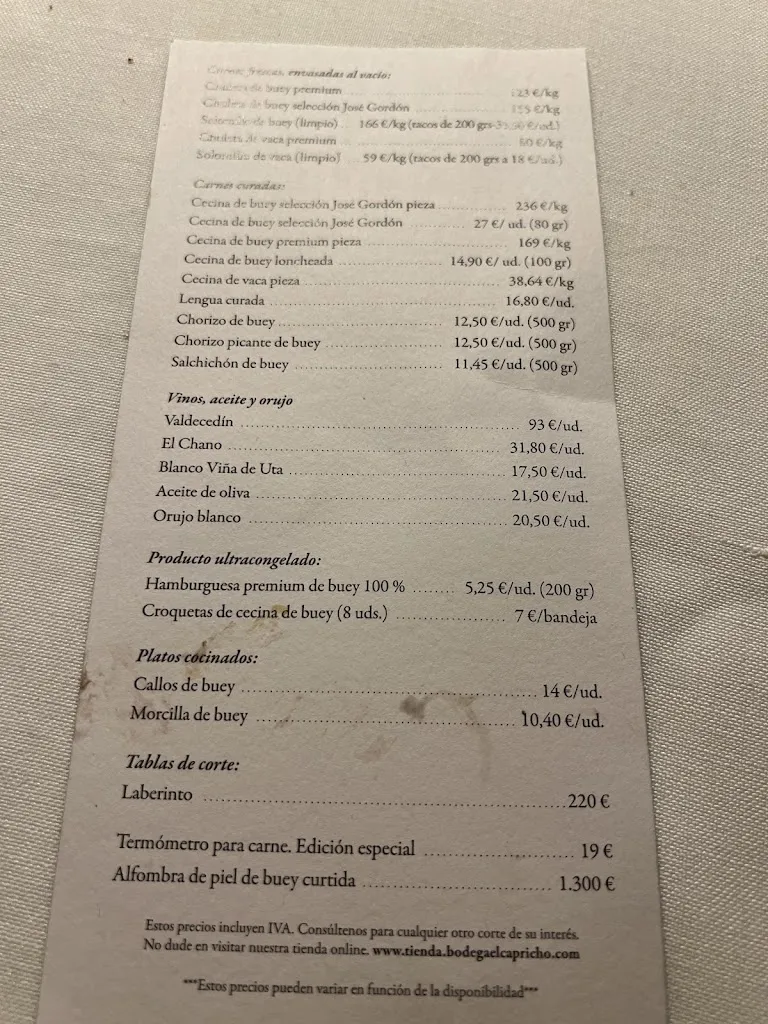 Carnes frescas, envasadas al vacío:
Chuleta de buey premium ........ 123 €/kg
Chuleta de buey selección José Gordón ........ €/kg
Solomillo de buey (limpio) ... 166 €/kg (tacos de 200 grs- €/ud.)
Chuleta de vaca premium ........ €/kg
Solomillo de vaca (limpio) ... 59 €/kg (tacos de 200 grs a 18 €/ud.)
Carnes curadas:
Cecina de buey selección José Gordón pieza ........ 236 €/kg
Cecina de buey selección José Gordón ........ 27 €/ ud. (80 gr)
Cecina de buey premium pieza ........ 169 €/kg
Cecina de buey loncheada ........ 14,90 €/ ud. (100 gr)
Cecina de vaca pieza ........ 38,64 €/kg
Lengua curada ........ 16,80 €/ud.
Chorizo de buey ........ 12,50 €/ud. (500 gr)
Chorizo picante de buey ........ 12,50 €/ud. (500 gr)
Salchichón de buey ........ 11,45 €/ud. (500 gr)
Vinos, aceite y orujo
Valdecedín ........ 93 €/ud.
El Chano ........ 31,80 €/ud.
Blanco Viña de Uta ........ 17,50 €/ud.
Aceite de oliva ........ 21,50 €/ud.
Orujo blanco ........ 20,50 €/ud.
Producto ultracongelado:
Hamburguesa premium de buey 100 % ........ 5,25 €/ud. (200 gr)
Croquetas de cecina de buey (8 uds.) ........ 7 €/bandeja
Platos cocinados:
Callos de buey ........ 14 €/ud.
Morcilla de buey ........ 10,40 €/ud.
Tablas de corte:
Laberinto ........ 220 €
Termómetro para carne. Edición especial ........ 19 €
Alfombra de piel de buey curtida ........ 1.300 €
Estos precios incluyen IVA. Consúltenos para cualquier otro corte de su interés.
No dude en visitar nuestra tienda online. www.tienda.bodegaelcapricho.com
***Estos precios pueden variar en función de la disponibilidad***